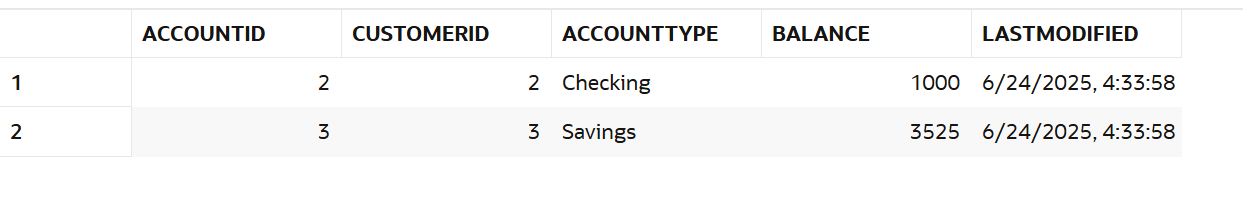 ACCOUNTID CUSTOMERID ACCOUNTTYPE BALANCE LASTMODIFIED
1 2 2 Checking 1000 6/24/2025, 4:33:58
2 3 3 Savings 3525 6/24/2025, 4:33:58